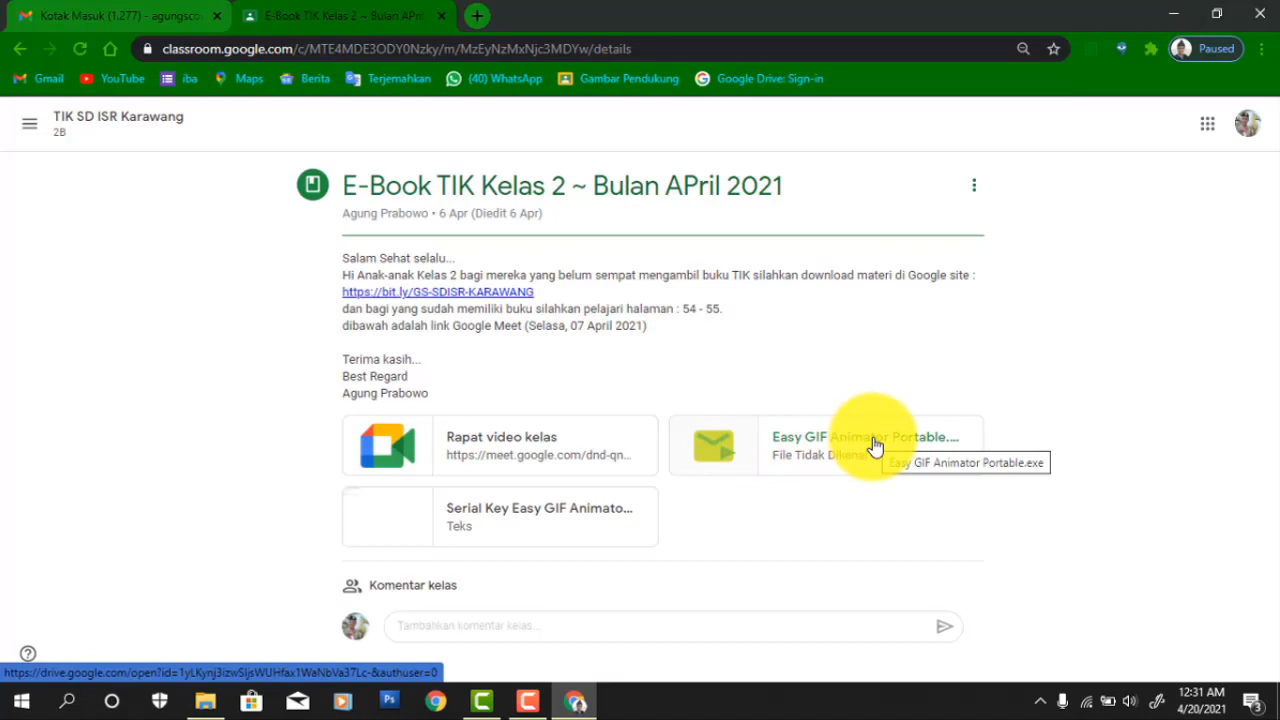 Kotak Masuk (1.277) - agungsco
E-Book TIK Kelas 2 ~ Bulan APril
classroom.google.com/c/MTE4MDE3ODY0Nzky/m/MzEyNzMxNjc3MDYw/details
Paused
Gmail
YouTube
iba
Maps
Berita
Terjemahkan
(40) WhatsApp
Gambar Pendukung
Google Drive: Sign-in
TIK SD ISR Karawang
2B
E-Book TIK Kelas 2 ~ Bulan APril 2021
Agung Prabowo • 6 Apr (Diedit 6 Apr)
Salam Sehat selalu...
Hi Anak-anak Kelas 2 bagi mereka yang belum sempat mengambil buku TIK silahkan download materi di Google site :
https://bit.ly/GS-SDISR-KARAWANG
dan bagi yang sudah memiliki buku silahkan pelajari halaman : 54 - 55.
dibawah adalah link Google Meet (Selasa, 07 April 2021)
Terima kasih...
Best Regard
Agung Prabowo
Rapat video kelas
https://meet.google.com/dnd-qn...
Easy GIF Animator Portable....
File Tidak Dikenal
Easy GIF Animator Portable.exe
Serial Key Easy GIF Animato...
Teks
Komentar kelas
Tambahkan komentar kelas...
https://drive.google.com/open?id=1yLKynj3izwSljsWUHfax1WaNbVa37Lc-&authuser=0
Ps
12:31 AM
4/20/2021
3